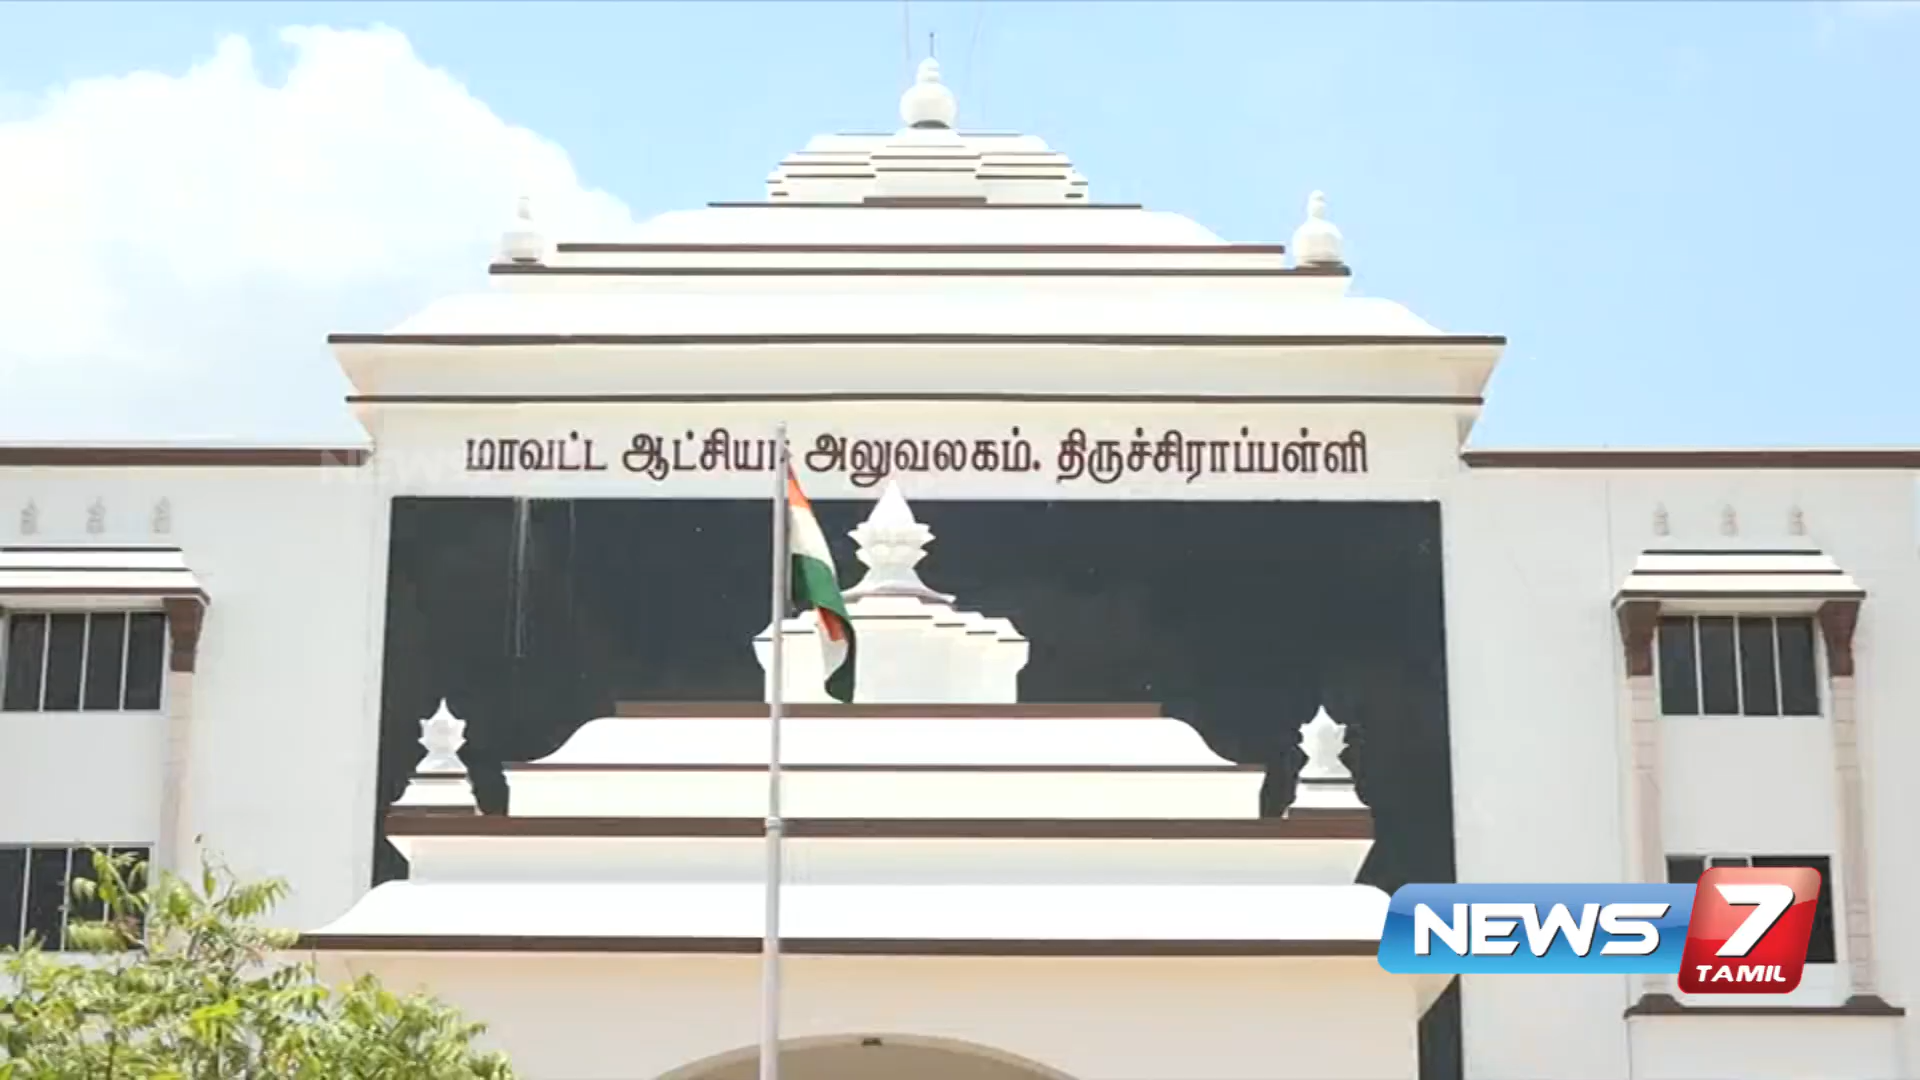 மாவட்ட ஆட்சியர் அலுவலகம். திருச்சிராப்பள்ளி
NEWS 7
TAMIL